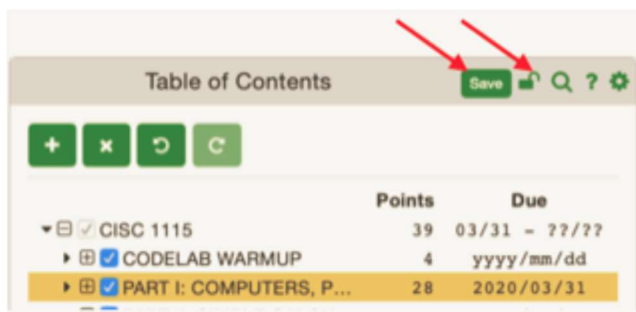 Table of Contents Save ?
Points Due
CISC 1115 39 03/31 - ??/??
CODELAB WARMUP 4 yyyy/mm/dd
PART I: COMPUTERS, P... 28 2020/03/31